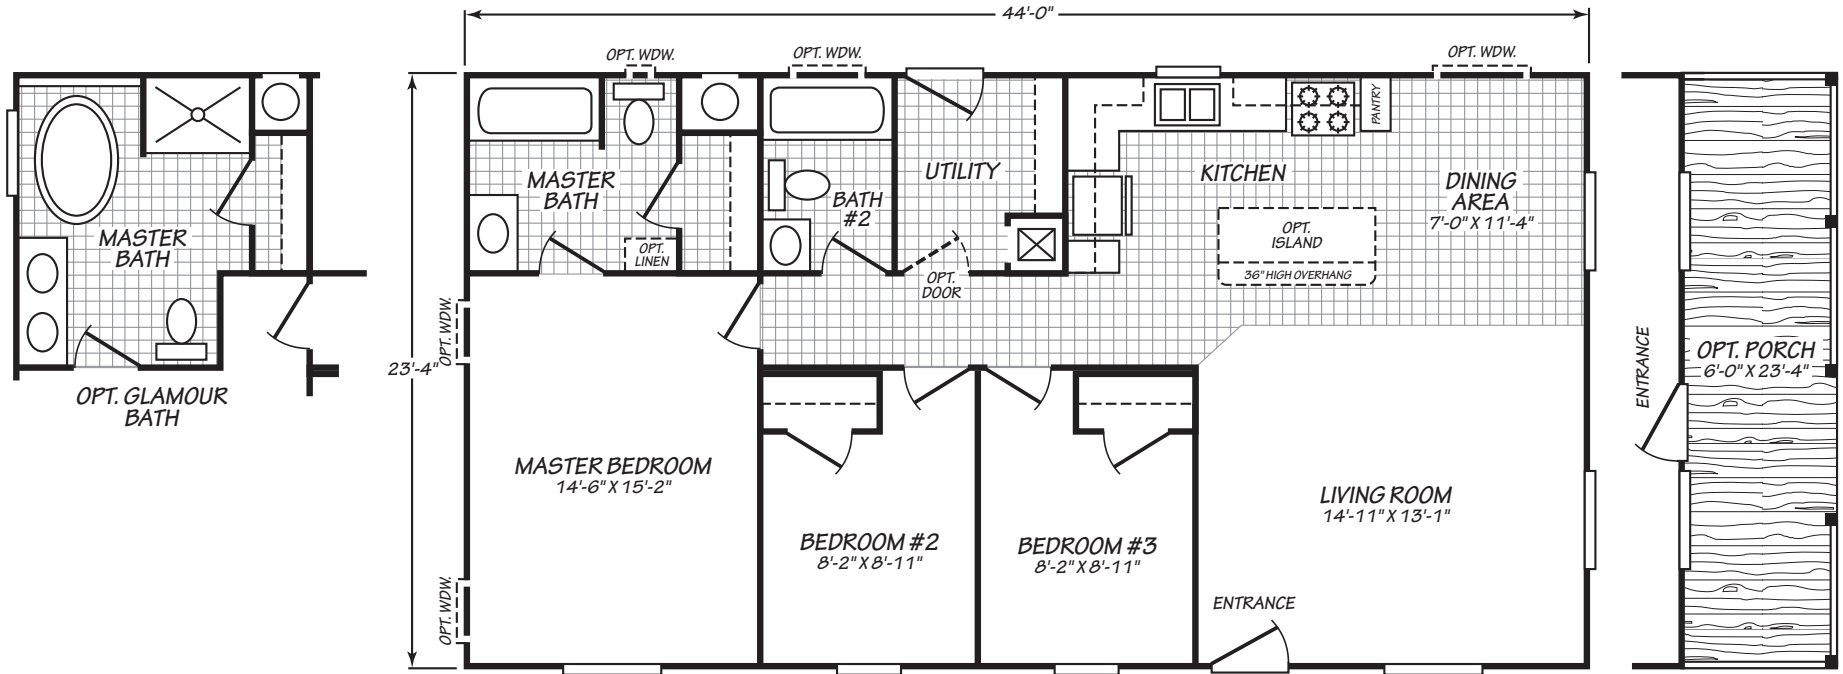 44'-0"
OPT. WDW.
OPT. WDW.
OPT. WDW.
MASTER
BATH
OPT. GLAMOUR
BATH
MASTER
BATH
OPT.
LINEN
BATH
#2
UTILITY
OPT.
DOOR
KITCHEN
PANTRY
OPT.
ISLAND
36" HIGH OVERHANG
DINING
AREA
7'-0" X 11'-4"
23'-4"
OPT. WDW.
OPT. WDW.
MASTER BEDROOM
14'-6" X 15'-2"
BEDROOM #2
8'-2" X 8'-11"
BEDROOM #3
8'-2" X 8'-11"
LIVING ROOM
14'-11" X 13'-1"
ENTRANCE
ENTRANCE
OPT. PORCH
6'-0" X 23'-4"